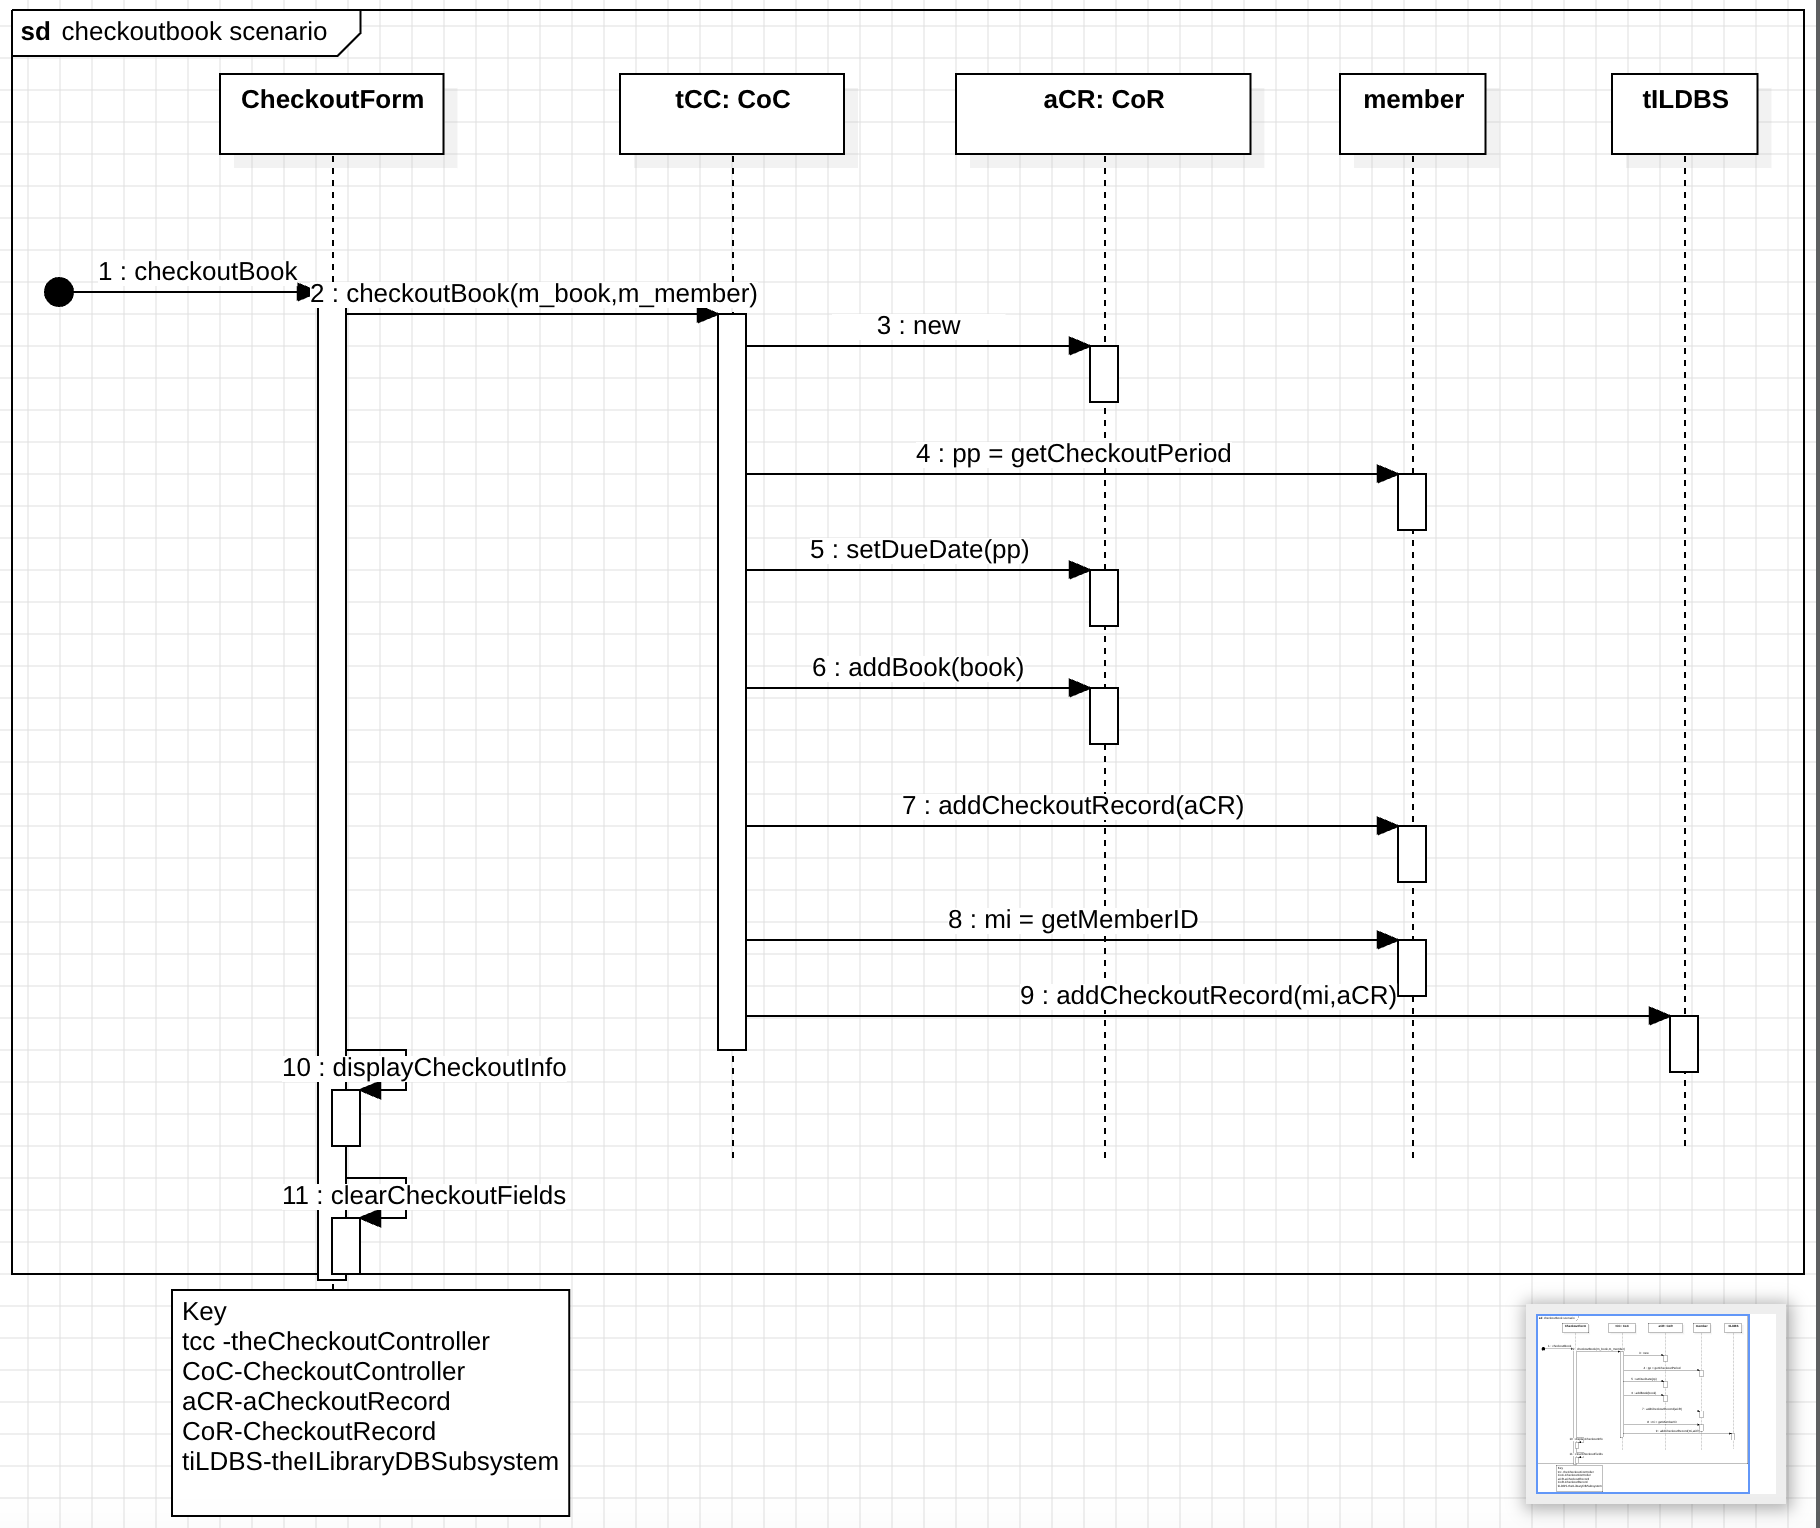 sd checkoutbook scenario
CheckoutForm
tCC: CoC
aCR: CoR
member
tILDBS
1 : checkoutBook
2 : checkoutBook(m_book,m_member)
3 : new
4 : pp = getCheckoutPeriod
5 : setDueDate(pp)
6 : addBook(book)
7 : addCheckoutRecord(aCR)
8 : mi = getMemberID
9 : addCheckoutRecord(mi,aCR)
10 : displayCheckoutInfo
11 : clearCheckoutFields
Key
tcc -theCheckoutController
CoC-CheckoutController
aCR-aCheckoutRecord
CoR-CheckoutRecord
tiLDBS-theILibraryDBSubsystem